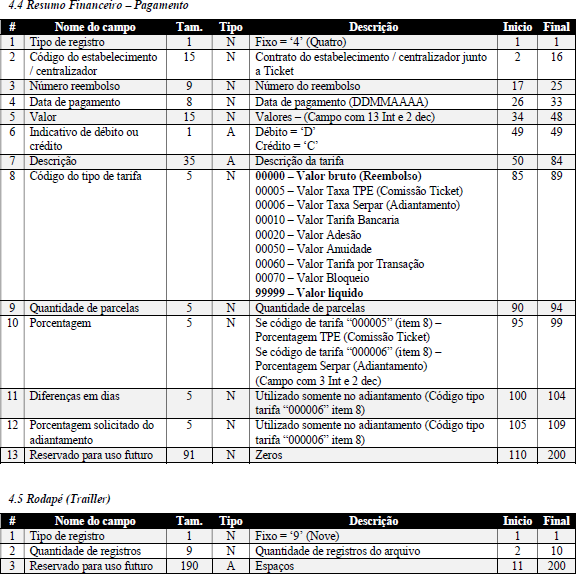 4.4 Resumo Financeiro – Pagamento
# Nome do campo Tam. Tipo Descrição Inicio Final
1 Tipo de registro 1 N Fixo = ‘4’ (Quatro) 1 1
2 Código do estabelecimento / centralizador 15 N Contrato do estabelecimento / centralizador junto a Ticket 2 16
3 Número reembolso 9 N Número do reembolso 17 25
4 Data de pagamento 8 N Data de pagamento (DDMMAAAA) 26 33
5 Valor 15 N Valores – (Campo com 13 Int e 2 dec) 34 48
6 Indicativo de débito ou crédito 1 A Débito = ‘D’ 49 49
Crédito = ‘C’
7 Descrição 35 A Descrição da tarifa 50 84
8 Código do tipo de tarifa 5 N 00000 – Valor bruto (Reembolso) 85 89
00005 – Valor Taxa TPE (Comissão Ticket)
00006 – Valor Taxa Serpar (Adiantamento)
00010 – Valor Tarifa Bancaria
00020 – Valor Adesão
00050 – Valor Anuidade
00060 – Valor Tarifa por Transação
00070 – Valor Bloqueio
99999 – Valor liquido
9 Quantidade de parcelas 5 N Quantidade de parcelas 90 94
10 Porcentagem 5 N Se código de tarifa “000005” (item 8) – 95 99
Porcentagem TPE (Comissão Ticket)
Se código de tarifa “000006” (item 8) –
Porcentagem Serpar (Adiantamento)
(Campo com 3 Int e 2 dec)
11 Diferenças em dias 5 N Utilizado somente no adiantamento (Código tipo tarifa “000006” item 8) 100 104
12 Porcentagem solicitado do adiantamento 5 N Utilizado somente no adiantamento (Código tipo tarifa “000006” item 8) 105 109
13 Reservado para uso futuro 91 N Zeros 110 200
4.5 Rodapé (Trailler)
# Nome do campo Tam. Tipo Descrição Inicio Final
1 Tipo de registro 1 N Fixo = ‘9’ (Nove) 1 1
2 Quantidade de registros 9 N Quantidade de registros do arquivo 2 10
3 Reservado para uso futuro 190 A Espaços 11 200